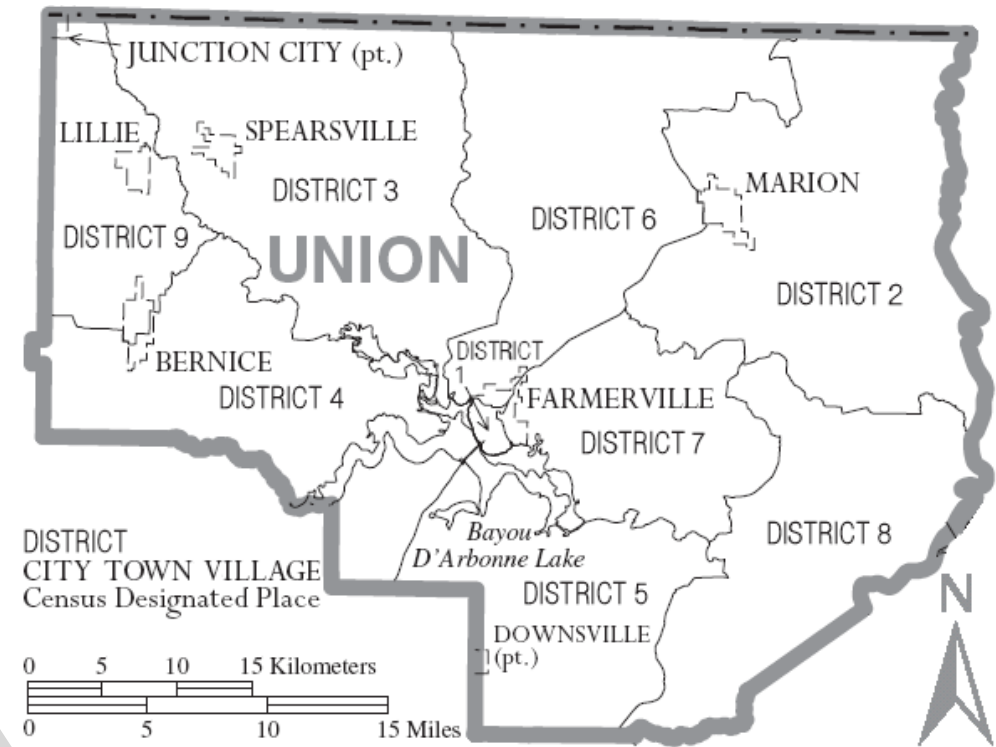 JUNCTION CITY (pt.)
LILLIE
SPEARSVILLE
DISTRICT 3
MARION
DISTRICT 6
DISTRICT 9
UNION
DISTRICT 2
DISTRICT
1
BERNICE
DISTRICT 4
FARMERVILLE
DISTRICT 7
Bayou
D'Arbonne Lake
DISTRICT 8
DISTRICT 5
DOWNSVILLE
(pt.)
DISTRICT
CITY TOWN VILLAGE
Census Designated Place
0 5 10 15 Kilometers
0 5 10 15 Miles
N